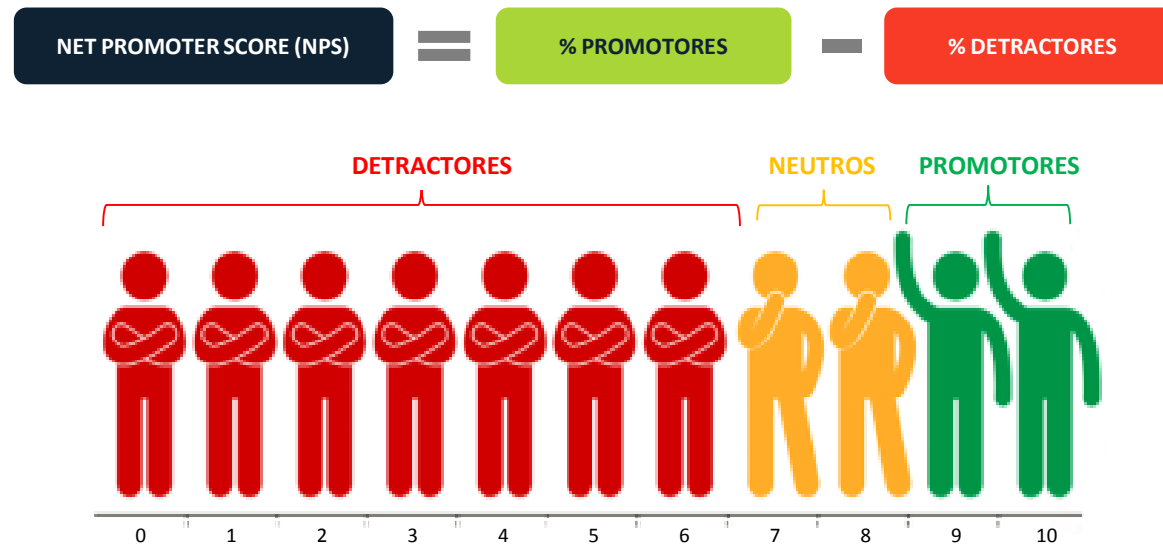 NET PROMOTER SCORE (NPS) = % PROMOTORES - % DETRACTORES
DETRACTORES NEUTROS PROMOTORES
0 1 2 3 4 5 6 7 8 9 10